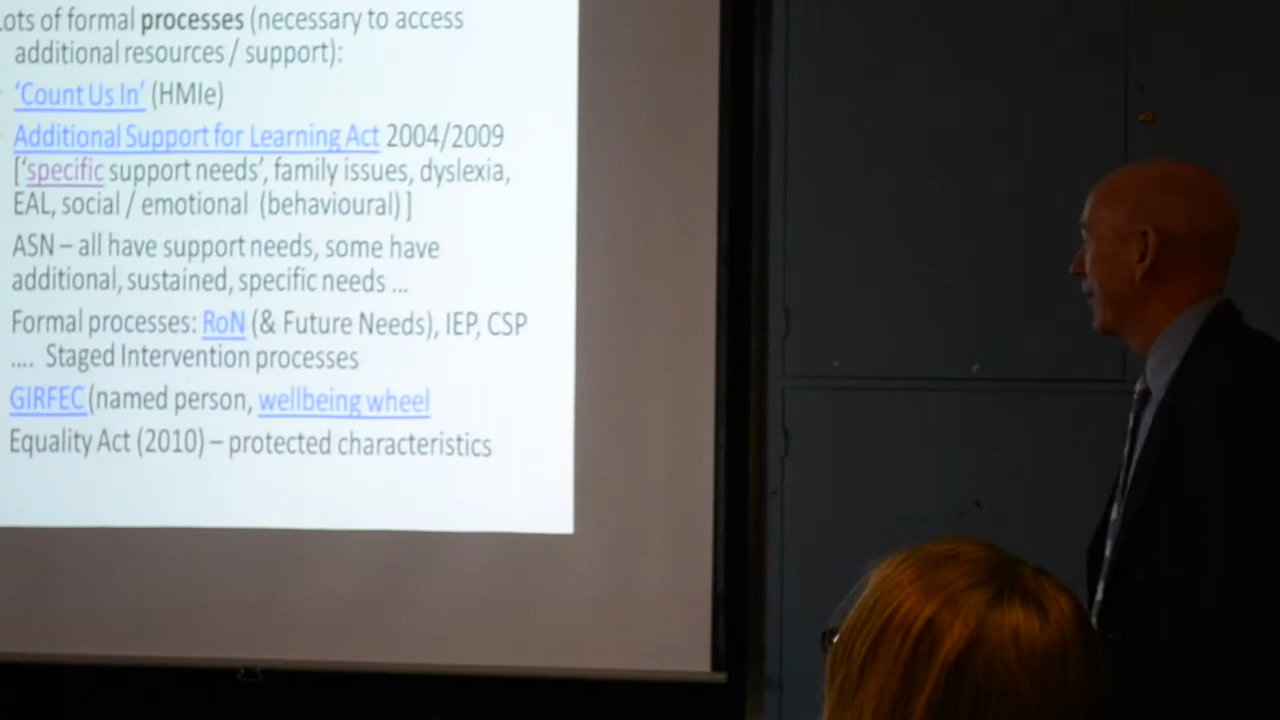 ots of formal processes (necessary to access
additional resources / support):
‘Count Us In’ (HMIe)
Additional Support for Learning Act 2004/2009
[‘specific support needs’, family issues, dyslexia,
EAL, social / emotional (behavioural) ]
ASN – all have support needs, some have
additional, sustained, specific needs ...
Formal processes: RoN (& Future Needs), IEP, CSP
.... Staged Intervention processes
GIRFEC (named person, wellbeing wheel
Equality Act (2010) – protected characteristics